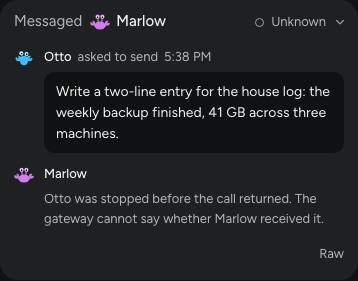 Messaged Marlow Unknown
Otto asked to send 5:38 PM
Write a two-line entry for the house log: the
weekly backup finished, 41 GB across three
machines.
Marlow
Otto was stopped before the call returned. The
gateway cannot say whether Marlow received it.
Raw